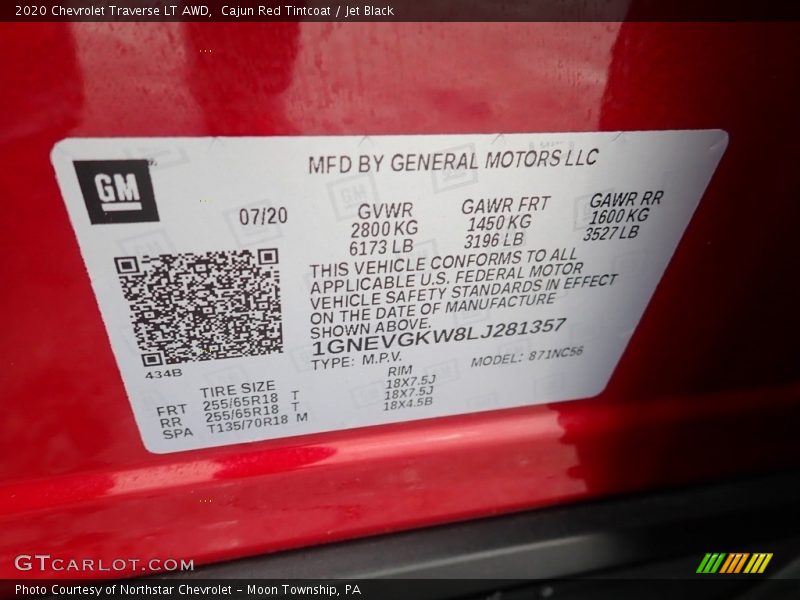 2020 Chevrolet Traverse LT AWD,  Cajun Red Tintcoat / Jet Black
MFD BY GENERAL MOTORS LLC
GM
07/20
GVWR
2800 KG
6173 LB
GAWR FRT
1450 KG
3196 LB
GAWR RR
1600 KG
3527 LB
THIS VEHICLE CONFORMS TO ALL
APPLICABLE U.S. FEDERAL MOTOR
VEHICLE SAFETY STANDARDS IN EFFECT
ON THE DATE OF MANUFACTURE
SHOWN ABOVE.
1GNEVGKW8LJ281357
TYPE: M.P.V.
MODEL: 871NC56
434B
TIRE SIZE
RIM
FRT 255/65R18 T 18X7.5J
RR 255/65R18 T 18X7.5J
SPA T135/70R18 M 18X4.5B
GTCARLOT.COM
Photo Courtesy of Northstar Chevrolet - Moon Township, PA